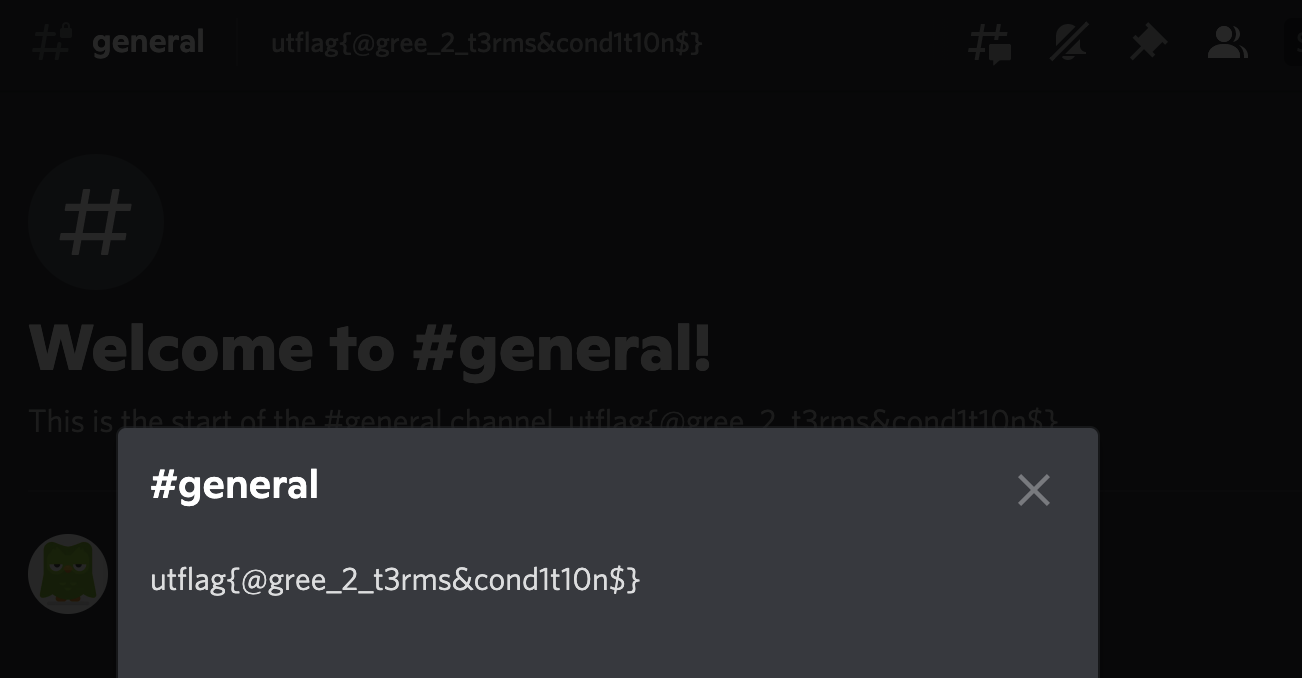 general
utflag{@gree_2_t3rms&cond1t10n$}
Welcome to #general!
This is the start of the #general channel. utflag{@gree_2_t3rms&cond1t10n$}
#general
utflag{@gree_2_t3rms&cond1t10n$}